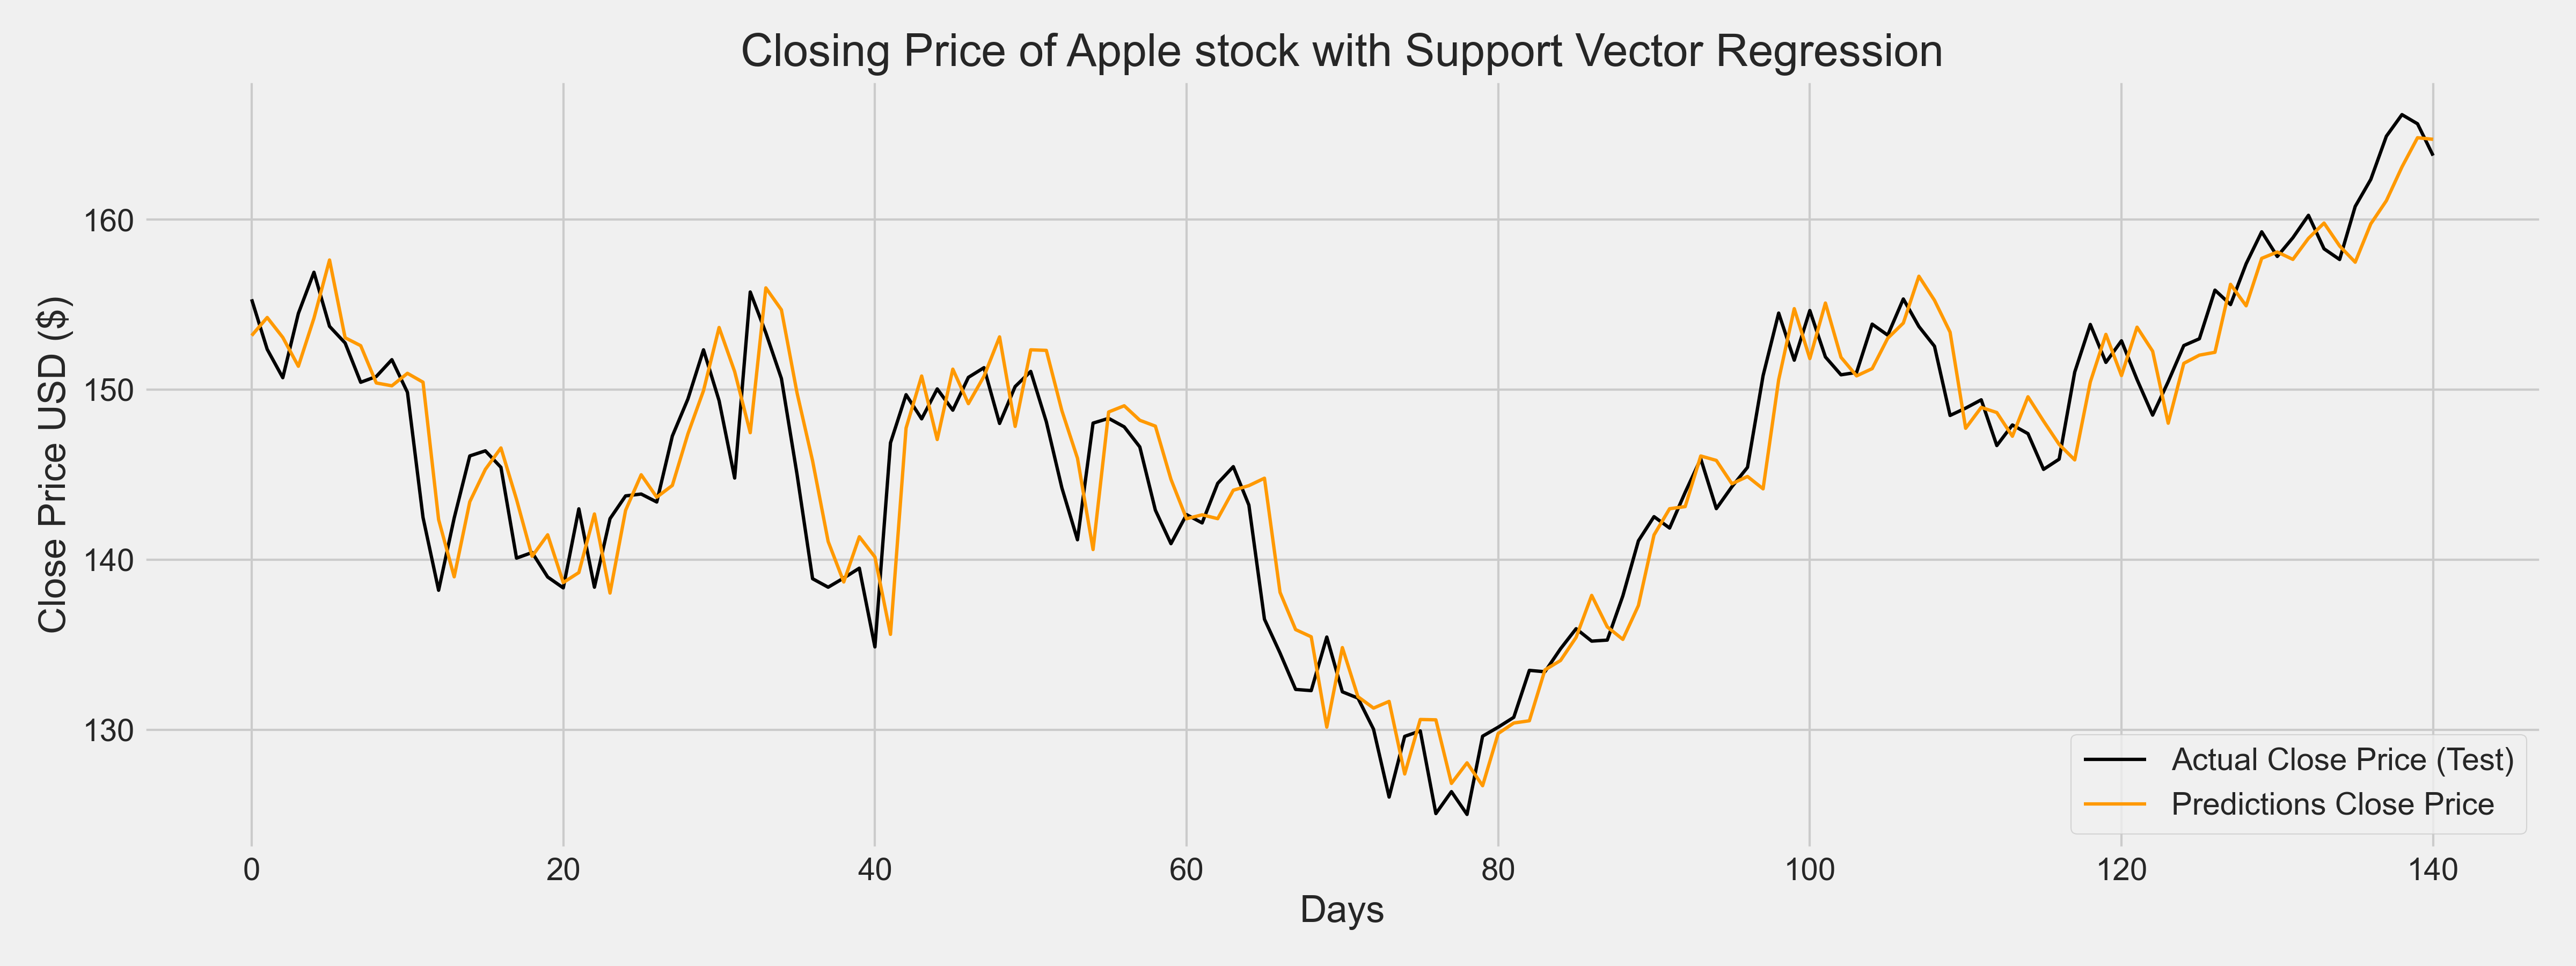 Closing Price of Apple stock with Support Vector Regression
Close Price USD ($)
160
150
140
130
Actual Close Price (Test)
Predictions Close Price
0 20 40 60 80 100 120 140
Days